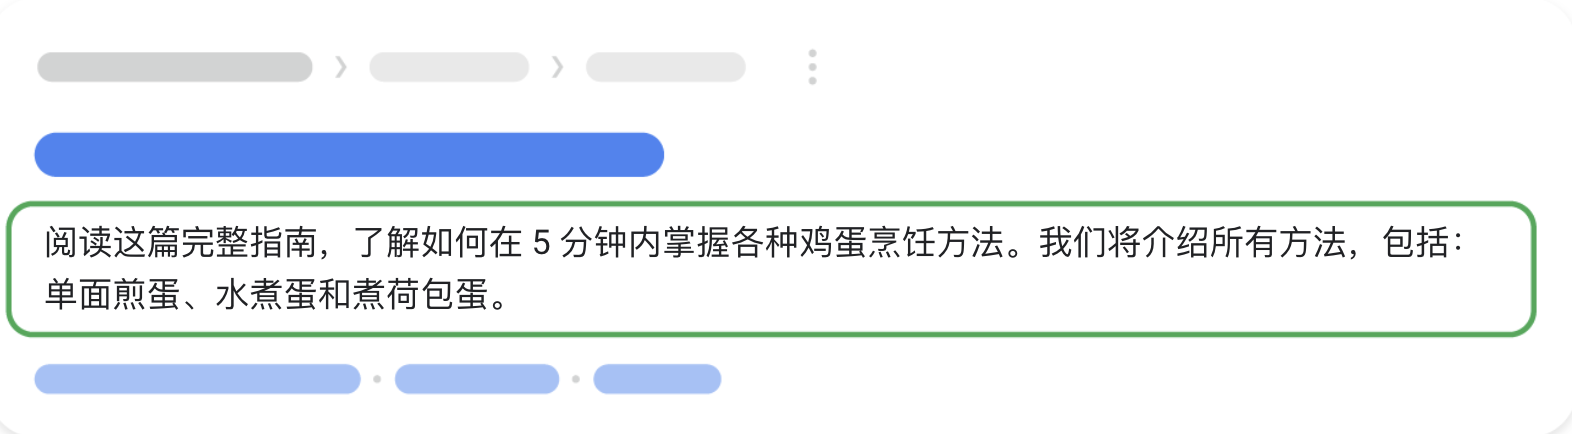 阅读这篇完整指南，了解如何在 5 分钟内掌握各种鸡蛋烹饪方法。我们将介绍所有方法，包括：
单面煎蛋、水煮蛋和煮荷包蛋。